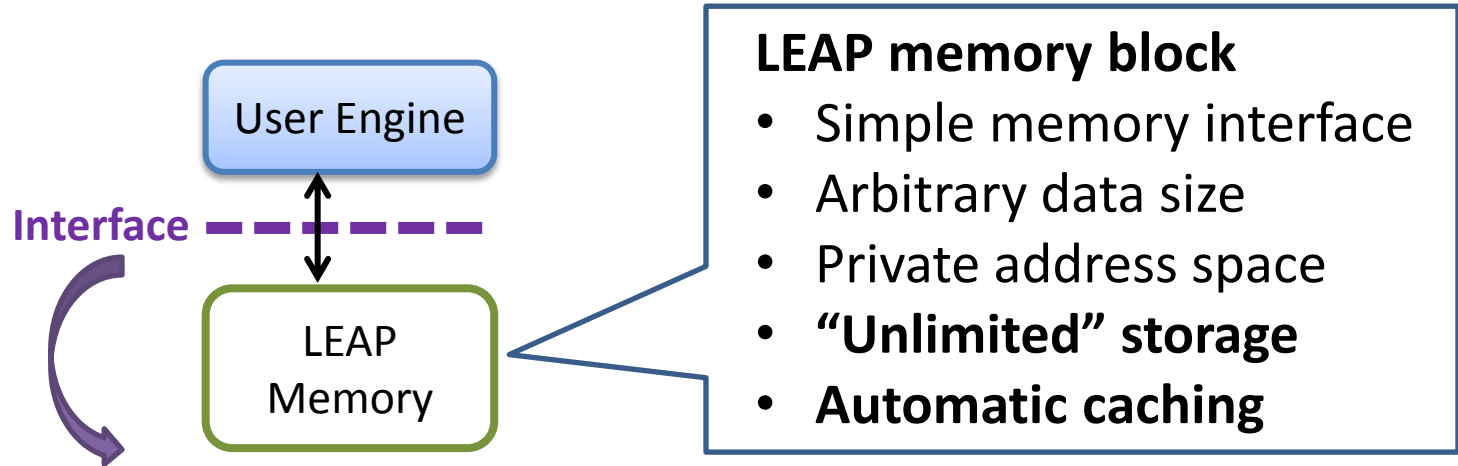 User Engine
Interface
LEAP
Memory
LEAP memory block
• Simple memory interface
• Arbitrary data size
• Private address space
• “Unlimited” storage
• Automatic caching